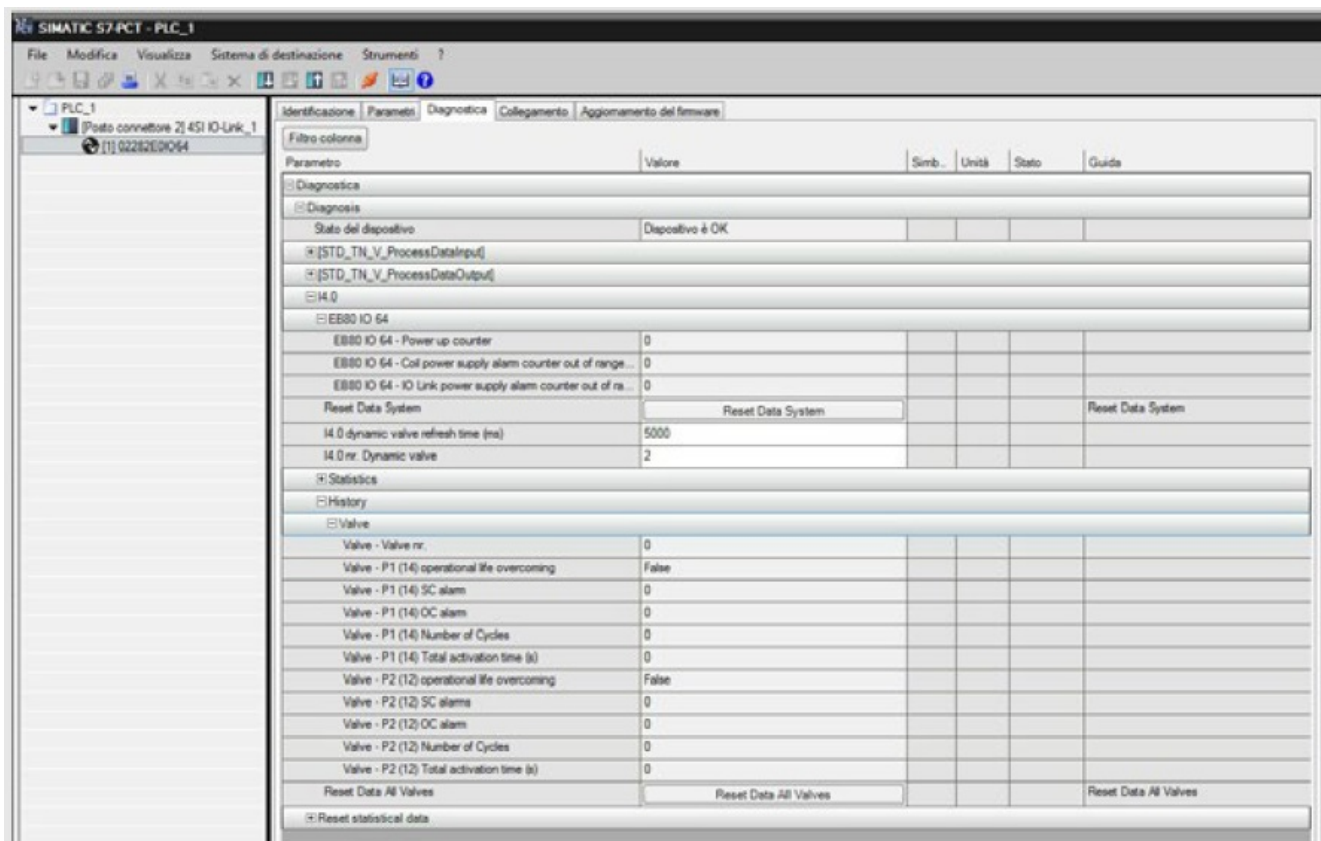 SIMATIC S7-PCT - PLC_1
File Modifica Visualizza Sistema di destinazione Strumenti ?
PLC_1
[Posto connettore 2] 4SI IO-Link_1
[1] 02282E0IO64
Identificazione Parametri Diagnostica Collegamento Aggiornamento del firmware
Filtro colonna
Parametro Valore Simb... Unità Stato Guida
Diagnostica
Diagnosis
Stato del dispositivo Dispositivo è OK
[STD_TN_V_ProcessDataInput]
[STD_TN_V_ProcessDataOutput]
I4.0
EB80 IO 64
EB80 IO 64 - Power up counter 0
EB80 IO 64 - Coil power supply alarm counter out of range... 0
EB80 IO 64 - IO Link power supply alarm counter out of ra... 0
Reset Data System Reset Data System Reset Data System
I4.0 dynamic valve refresh time (ms) 5000
I4.0 nr. Dynamic valve 2
Statistics
History
Valve
Valve - Valve nr. 0
Valve - P1 (14) operational life overcoming False
Valve - P1 (14) SC alarm 0
Valve - P1 (14) OC alarm 0
Valve - P1 (14) Number of Cycles 0
Valve - P1 (14) Total activation time (s) 0
Valve - P2 (12) operational life overcoming False
Valve - P2 (12) SC alarms 0
Valve - P2 (12) OC alarm 0
Valve - P2 (12) Number of Cycles 0
Valve - P2 (12) Total activation time (s) 0
Reset Data All Valves Reset Data All Valves Reset Data All Valves
Reset statistical data